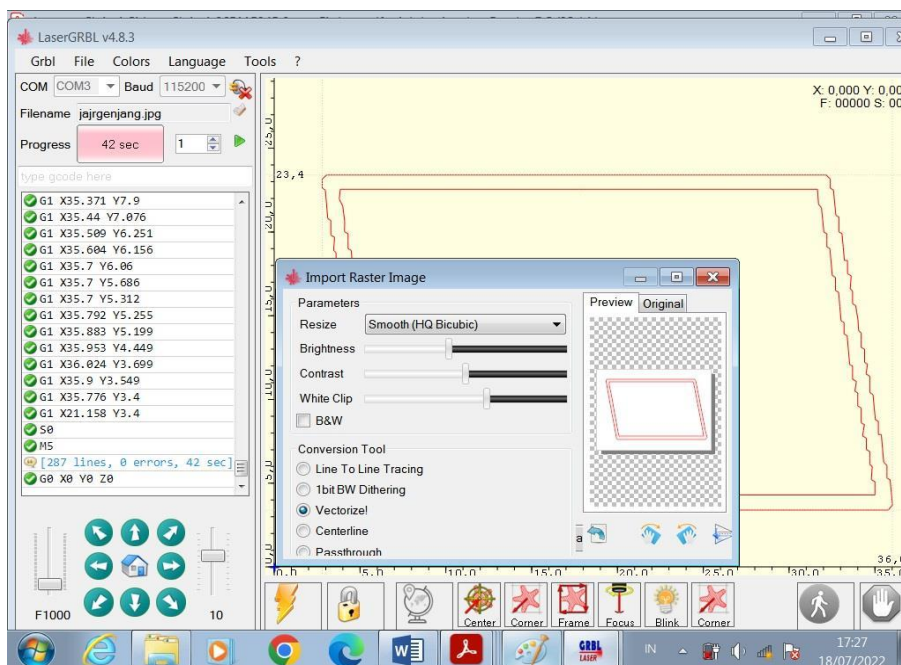 LaserGRBL v4.8.3
Grbl File Colors Language Tools ?
COM COM3 Baud 115200
Filename jajrgenjang.jpg
Progress 42 sec 1
type gcode here
G1 X35.371 Y7.9
G1 X35.44 Y7.076
G1 X35.509 Y6.251
G1 X35.604 Y6.156
G1 X35.7 Y6.06
G1 X35.7 Y5.686
G1 X35.7 Y5.312
G1 X35.792 Y5.255
G1 X35.883 Y5.199
G1 X35.953 Y4.449
G1 X36.024 Y3.699
G1 X35.9 Y3.549
G1 X35.776 Y3.4
G1 X21.158 Y3.4
S0
M5
[287 lines, 0 errors, 42 sec]
G0 X0 Y0 Z0
F1000
10
X: 0,000 Y: 0,00
F: 00000 S: 00
23,4
36,
Import Raster Image
Parameters
Resize Smooth (HQ Bicubic)
Brightness
Contrast
White Clip
B&W
Conversion Tool
Line To Line Tracing
1bit BW Dithering
Vectorize!
Centerline
Passthrough
Preview Original
a
Center Corner Frame Focus Blink Corner
GRBL
LASER
IN
17:27
18/07/2022